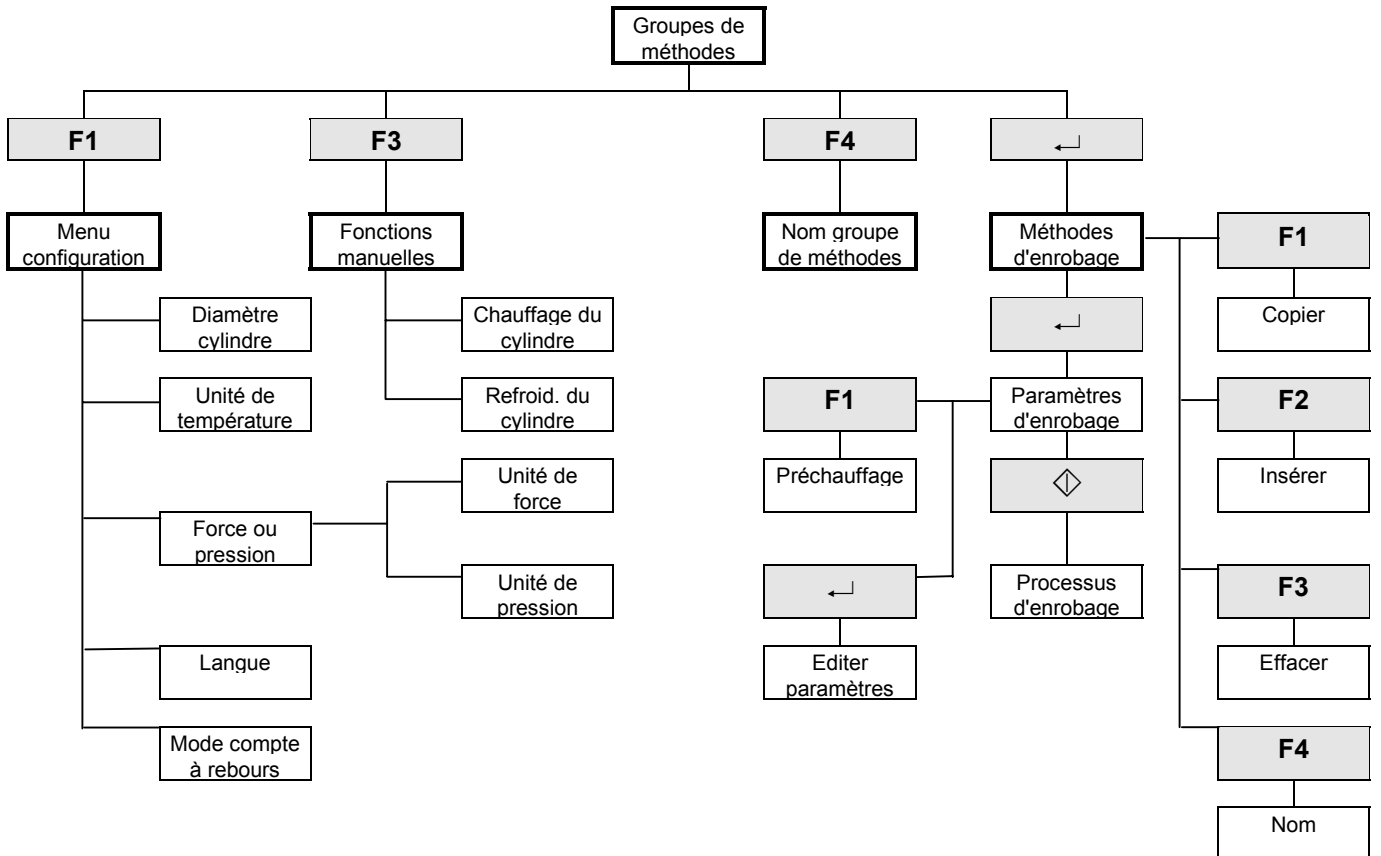 Groupes de
méthodes
F1
F3
F4
↵
Menu
configuration
Fonctions
manuelles
Nom groupe
de méthodes
Méthodes
d'enrobage
F1
Diamètre
cylindre
Chauffage du
cylindre
↵
Copier
Unité de
température
Refroid. du
cylindre
F1
Paramètres
d'enrobage
F2
Préchauffage
Insérer
Unité de
force
Force ou
pression
Unité de
pression
↵
Processus
d'enrobage
F3
Langue
Editer
paramètres
Effacer
Mode compte
à rebours
F4
Nom